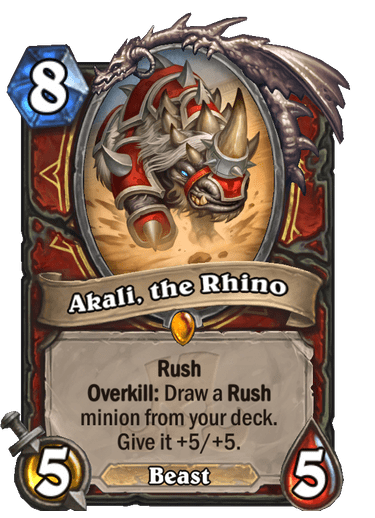 8
Akali, the Rhino
Rush
Overkill: Draw a Rush
minion from your deck.
Give it +5/+5.
5
Beast
5